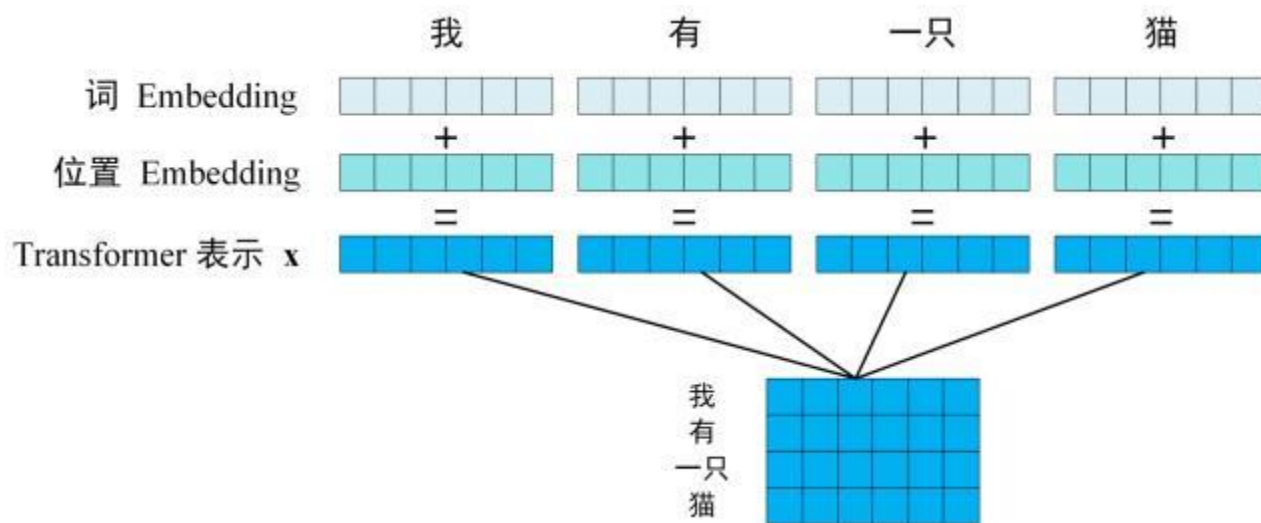 我 有 一只 猫
词 Embedding
+ + + +
位置 Embedding
= = = =
Transformer 表示 x
我
有
一只
猫